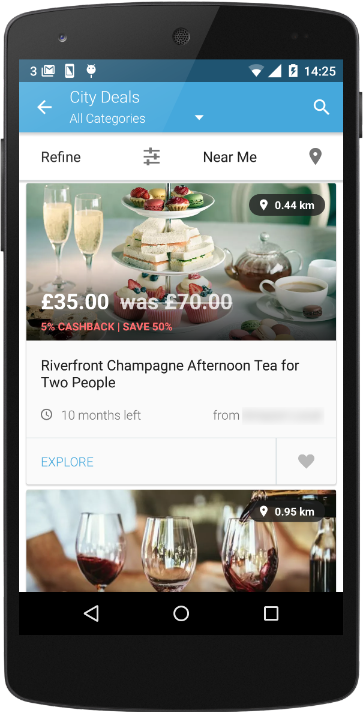 3 14:25
City Deals
All Categories
Refine Near Me
0.44 km
£35.00 was £70.00
5% CASHBACK | SAVE 50%
Riverfront Champagne Afternoon Tea for
Two People
10 months left from
EXPLORE
0.95 km